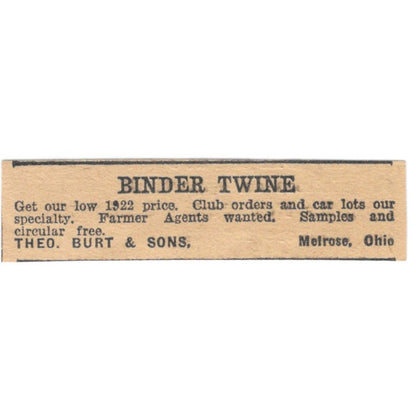 BINDER TWINE
Get our low 1922 price. Club orders and car lots our
specialty. Farmer Agents wanted. Samples and
circular free.
THEO. BURT & SONS, Melrose, Ohio